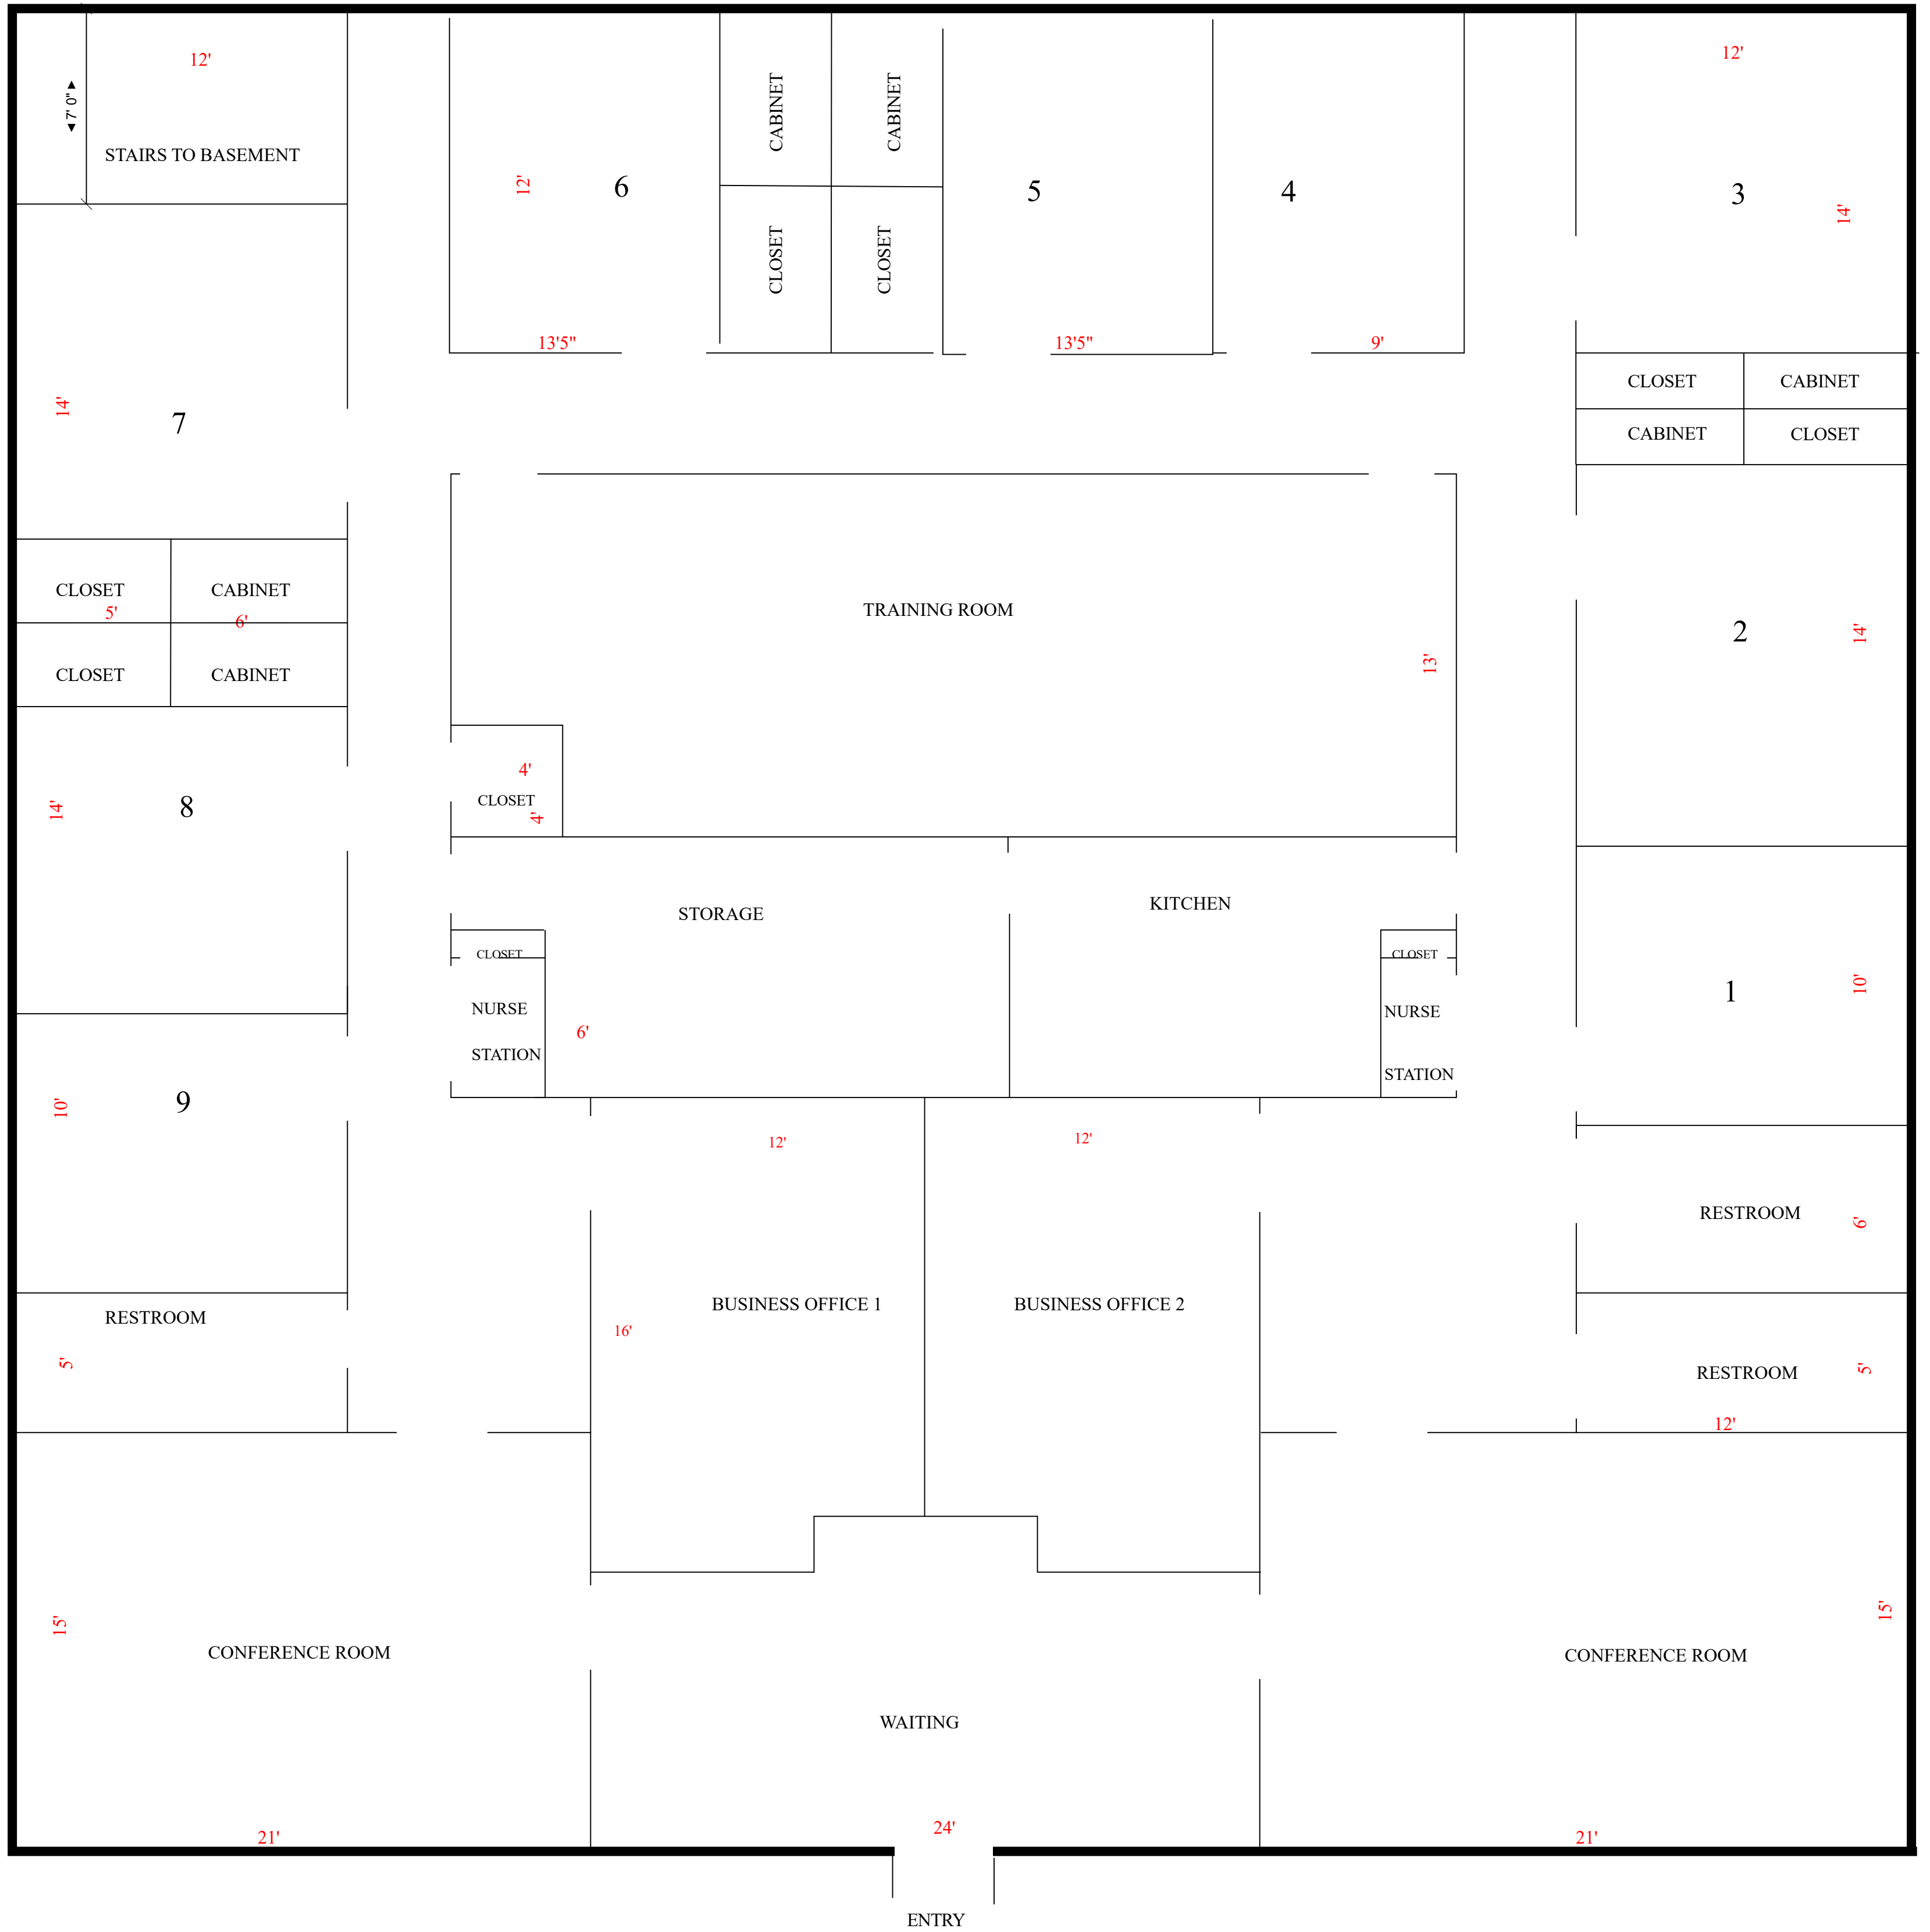 12'
12'
7' 0"
STAIRS TO BASEMENT
CABINET
CABINET
12'
6
5
4
3
14'
CLOSET
CLOSET
13'5"
13'5"
9'
CLOSET
CABINET
14'
7
CABINET
CLOSET
CLOSET
CABINET
5'
6'
TRAINING ROOM
2
14'
13'
CLOSET
CABINET
4'
14'
8
CLOSET
4'
STORAGE
KITCHEN
CLOSET
CLOSET
1
10'
NURSE
NURSE
6'
STATION
STATION
10'
9
12'
12'
RESTROOM
6'
RESTROOM
BUSINESS OFFICE 1
BUSINESS OFFICE 2
16'
5'
RESTROOM
5'
12'
15'
15'
CONFERENCE ROOM
CONFERENCE ROOM
WAITING
21'
24'
21'
ENTRY